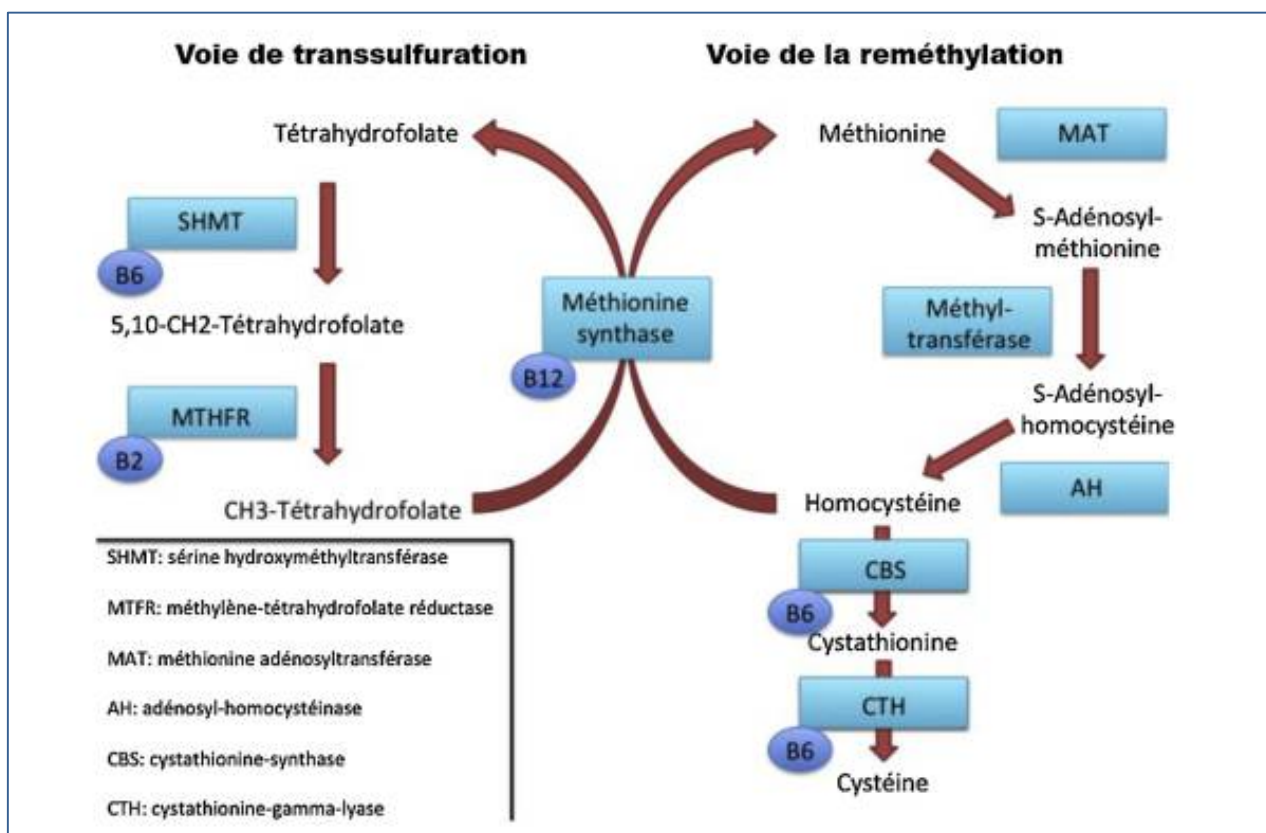 Voie de transsulfuration
Voie de la reméthylation
Tétrahydrofolate
SHMT
B6
5,10-CH2-Tétrahydrofolate
MTHFR
B2
CH3-Tétrahydrofolate
Méthionine
synthase
B12
Méthionine
MAT
S-Adénosyl-
méthionine
Méthyl-
transférase
S-Adénosyl-
homocystéine
AH
Homocystéine
CBS
B6
Cystathionine
CTH
B6
Cystéine
SHMT: sérine hydroxyméthyltransférase
MTFR: méthylène-tétrahydrofolate réductase
MAT: méthionine adénosyltransférase
AH: adénosyl-homocystéinase
CBS: cystathionine-synthase
CTH: cystathionine-gamma-lyase